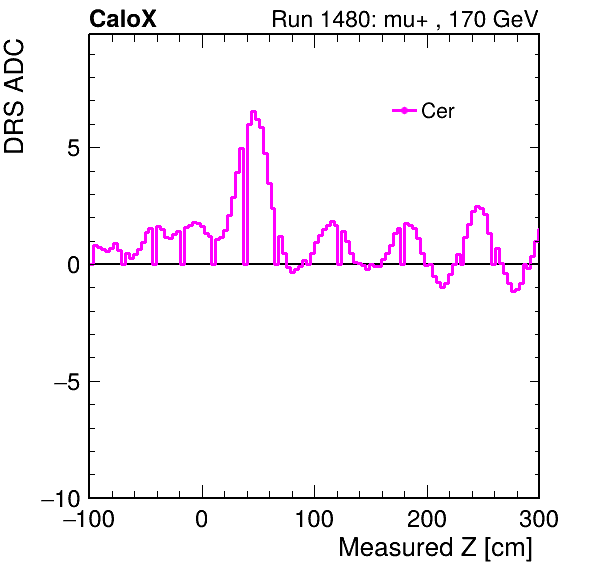 CaloX
Run 1480: mu+ , 170 GeV
DRS ADC
Cer
5
0
−5
−10
−100 0 100 200 300
Measured Z [cm]